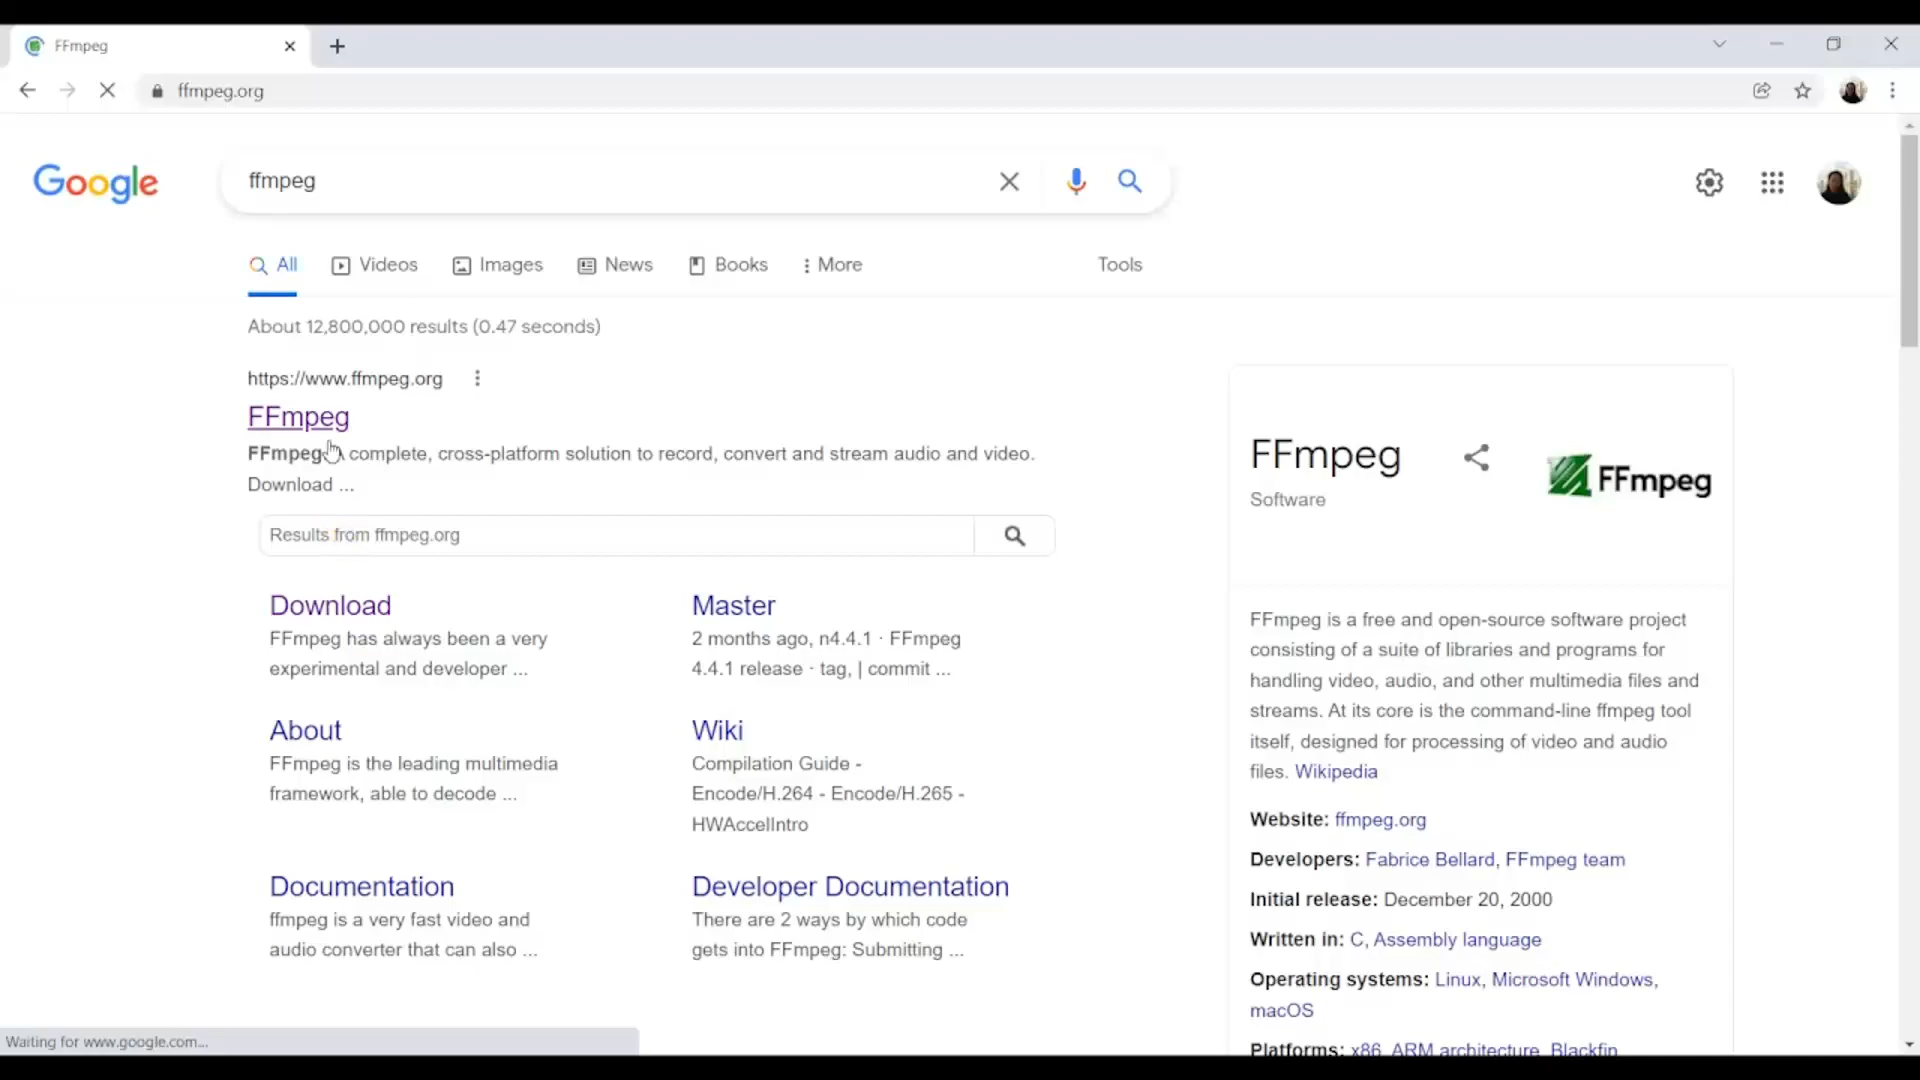 FFmpeg
ffmpeg.org
Google
ffmpeg
All
Videos
Images
News
Books
More
Tools
About 12,800,000 results (0.47 seconds)
https://www.ffmpeg.org
FFmpeg
FFmpeg. A complete, cross-platform solution to record, convert and stream audio and video.
Download ...
Results from ffmpeg.org
Download
FFmpeg has always been a very
experimental and developer ...
Master
2 months ago, n4.4.1 · FFmpeg
4.4.1 release · tag, | commit ...
About
FFmpeg is the leading multimedia
framework, able to decode ...
Wiki
Compilation Guide -
Encode/H.264 - Encode/H.265 -
HWAccelIntro
Documentation
ffmpeg is a very fast video and
audio converter that can also ...
Developer Documentation
There are 2 ways by which code
gets into FFmpeg: Submitting ...
FFmpeg
Software
FFmpeg
FFmpeg is a free and open-source software project
consisting of a suite of libraries and programs for
handling video, audio, and other multimedia files and
streams. At its core is the command-line ffmpeg tool
itself, designed for processing of video and audio
files. Wikipedia
Website: ffmpeg.org
Developers: Fabrice Bellard, FFmpeg team
Initial release: December 20, 2000
Written in: C, Assembly language
Operating systems: Linux, Microsoft Windows,
macOS
Platforms: x86, ARM architecture, Blackfin
Waiting for www.google.com...